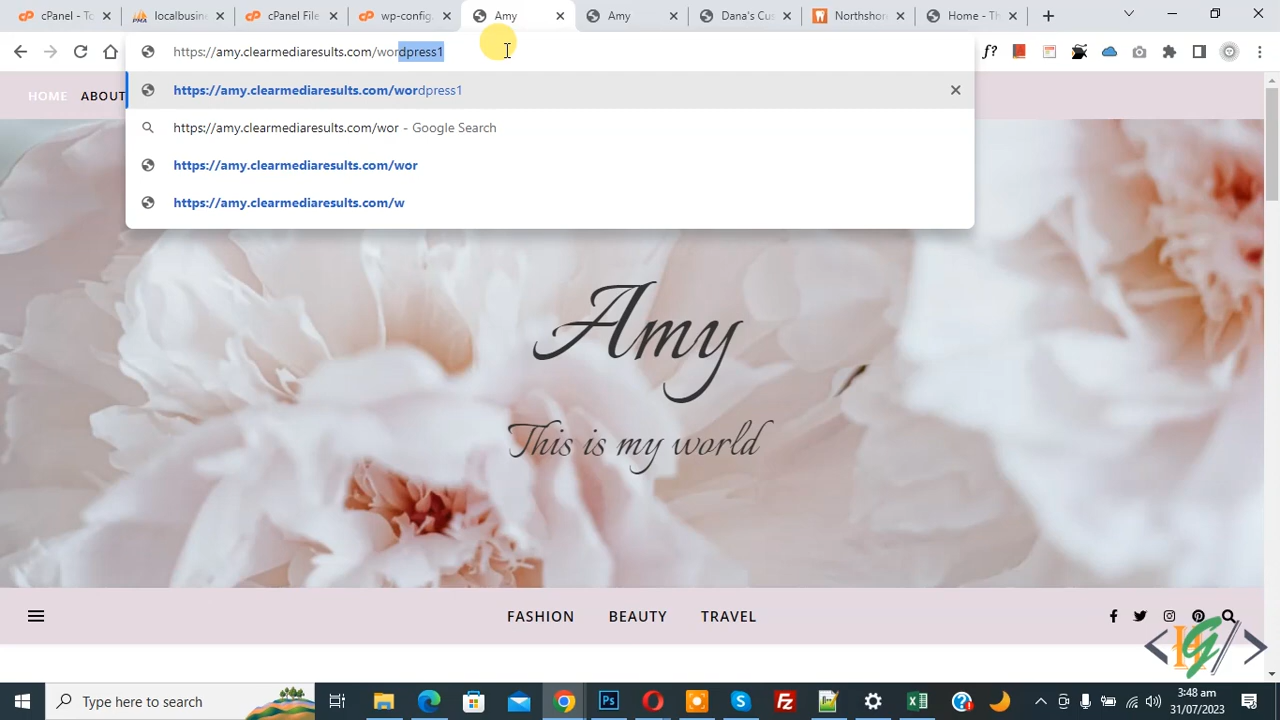 cPanel - To
localbusine
cPanel File
wp-config.
Amy
Amy
Dana's Cus
Northshor
Home - Th
https://amy.clearmediaresults.com/wordpress1
f?
https://amy.clearmediaresults.com/wordpress1
https://amy.clearmediaresults.com/wor - Google Search
https://amy.clearmediaresults.com/wor
https://amy.clearmediaresults.com/w
HOME
ABOUT
Amy
This is my world
FASHION
BEAUTY
TRAVEL
HG
Type here to search
3:48 am
31/07/2023